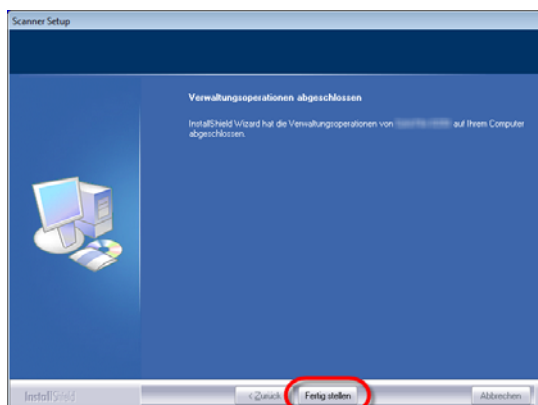 Scanner Setup
Verwaltungsoperationen abgeschlossen
InstallShield Wizard hat die Verwaltungsoperationen von auf Ihrem Computer
abgeschlossen.
InstallShield
< Zurück
Fertig stellen
Abbrechen